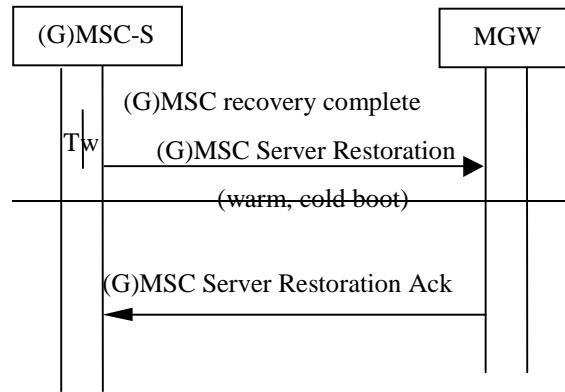 (G)MSC-S
MGW
(G)MSC recovery complete
Tw
(G)MSC Server Restoration
(warm, cold boot)
(G)MSC Server Restoration Ack